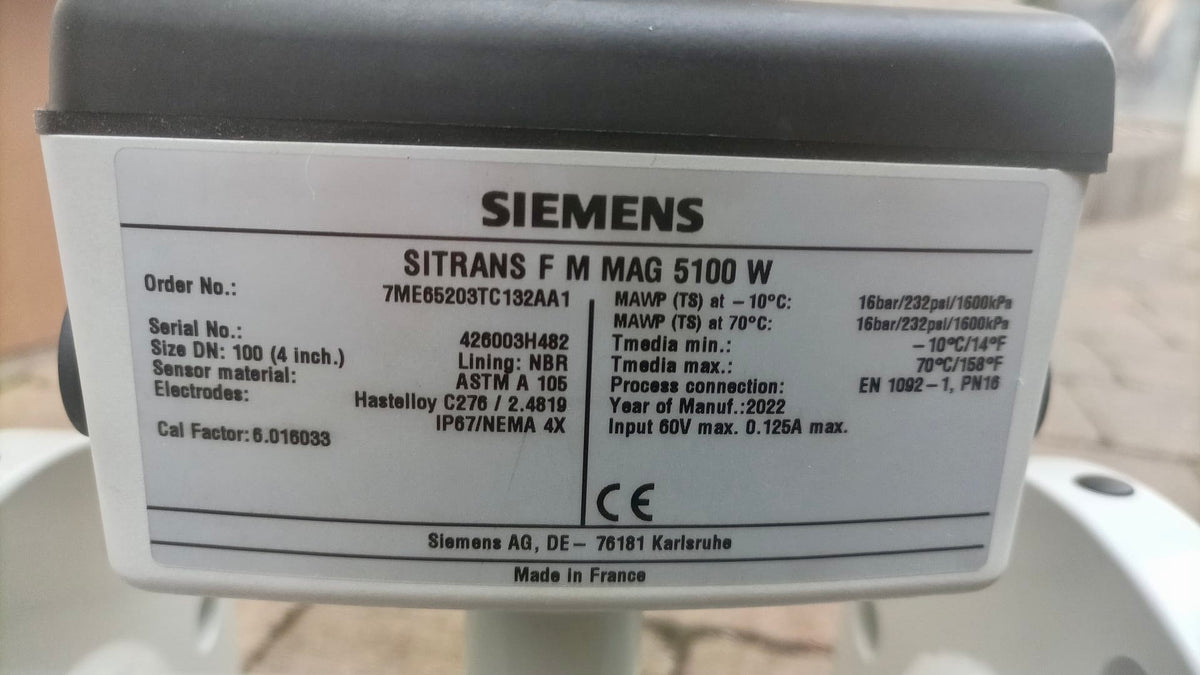 SIEMENS
SITRANS F M MAG 5100 W
Order No.: 7ME65203TC132AA1
Serial No.: 426003H482
Size DN: 100 (4 inch.) Lining: NBR
Sensor material: ASTM A 105
Electrodes: Hastelloy C276 / 2.4819
IP67/NEMA 4X
Cal Factor:6.016033
MAWP (TS) at −10°C: 16bar/232psi/1600kPa
MAWP (TS) at 70°C: 16bar/232psi/1600kPa
Tmedia min.: −10°C/14°F
Tmedia max.: 70°C/158°F
Process connection: EN 1092−1, PN16
Year of Manuf.:2022
Input 60V max. 0.125A max.
CE
Siemens AG, DE− 76181 Karlsruhe
Made in France